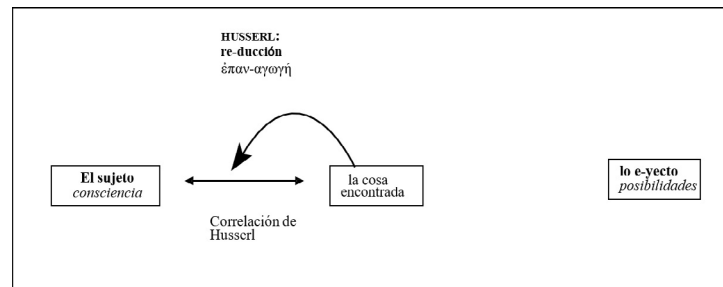 HUSSERL:
re-ducción
ἐπαν-αγωγή
El sujeto
consciencia
la cosa
encontrada
lo e-yecto
posibilidades
Correlación de
Husserl